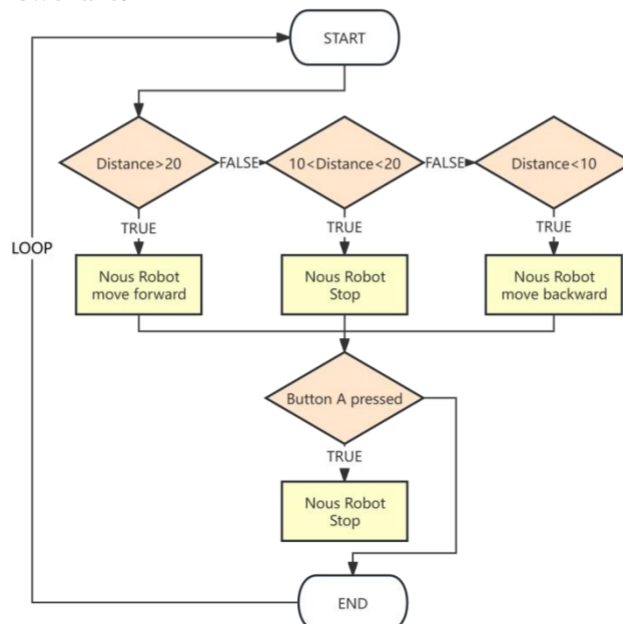 START
Distance>20
FALSE
10<Distance<20
FALSE
Distance<10
TRUE
TRUE
TRUE
LOOP
Nous Robot
move forward
Nous Robot
Stop
Nous Robot
move backward
Button A pressed
TRUE
Nous Robot
Stop
END